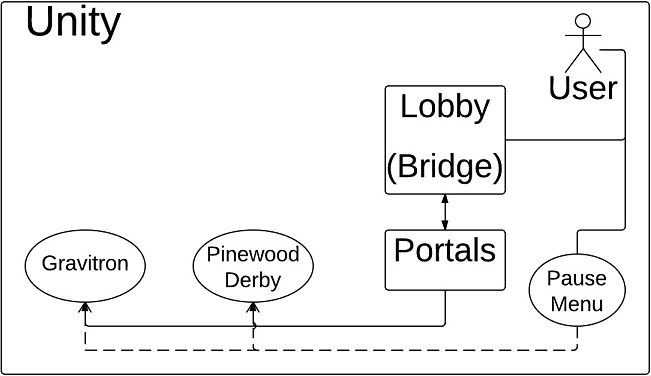 Unity
User
Lobby
(Bridge)
Portals
Gravitron
Pinewood
Derby
Pause
Menu